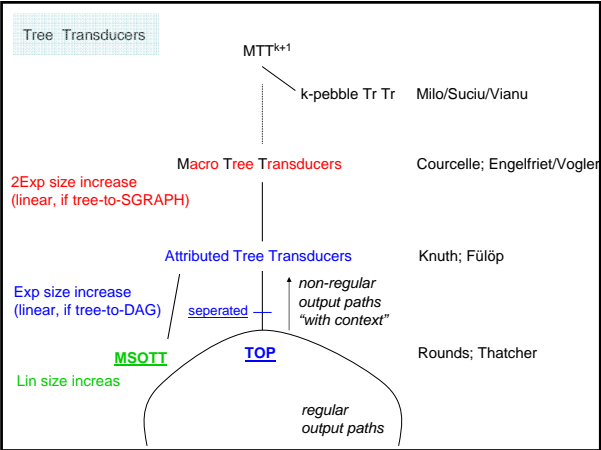 Tree Transducers
MTTk+1
k-pebble Tr Tr Milo/Suciu/Vianu
Macro Tree Transducers Courcelle; Engelfriet/Vogler
2Exp size increase
(linear, if tree-to-SGRAPH)
Attributed Tree Transducers Knuth; Fülöp
non-regular
output paths
“with context”
Exp size increase
(linear, if tree-to-DAG)
seperated
MSOTT
TOP Rounds; Thatcher
Lin size increas
regular
output paths